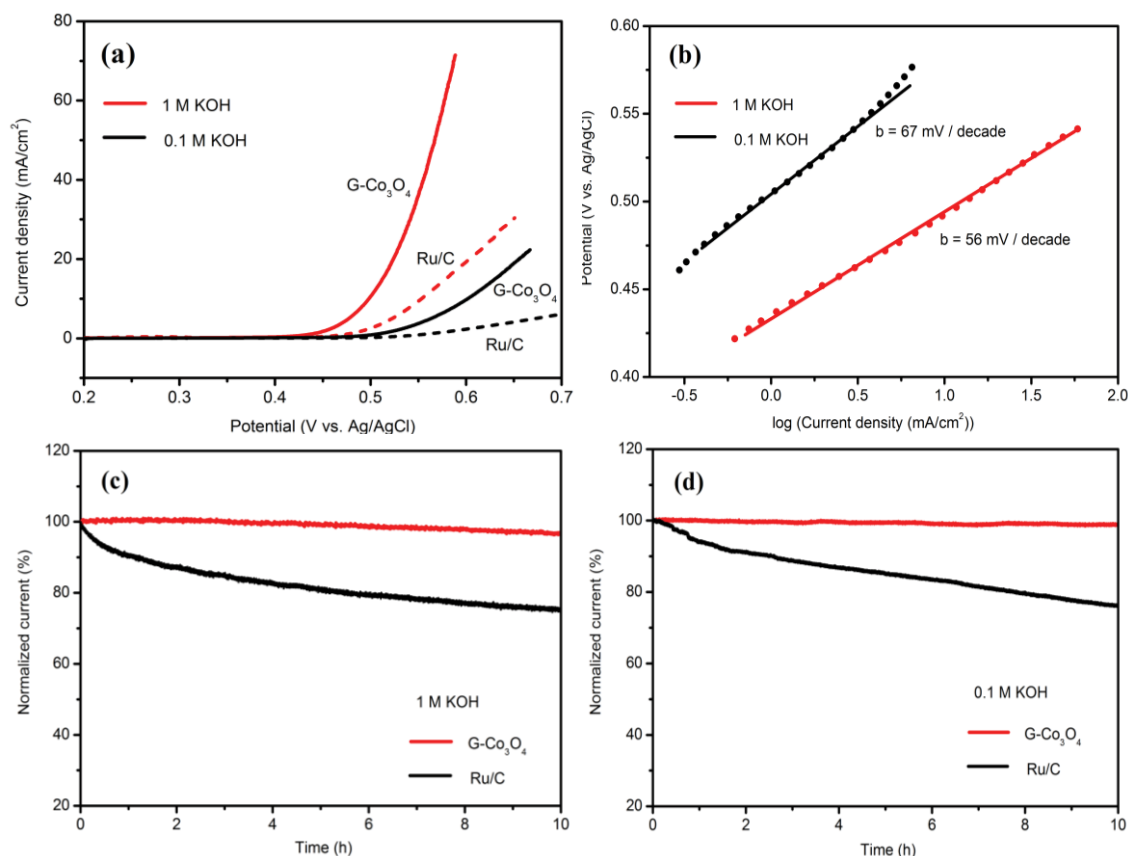 (a)
80
60
40
20
0
Current density (mA/cm²)
1 M KOH
0.1 M KOH
G-Co₃O₄
Ru/C
G-Co₃O₄
Ru/C
0.2 0.3 0.4 0.5 0.6 0.7
Potential (V vs. Ag/AgCl)
(b)
0.60
0.55
0.50
0.45
0.40
Potential (V vs. Ag/AgCl)
1 M KOH
0.1 M KOH
b = 67 mV / decade
b = 56 mV / decade
-0.5 0.0 0.5 1.0 1.5 2.0
log (Current density (mA/cm²))
(c)
120
100
80
60
40
20
Normalized current (%)
1 M KOH
G-Co₃O₄
Ru/C
0 2 4 6 8 10
Time (h)
(d)
120
100
80
60
40
20
Normalized current (%)
0.1 M KOH
G-Co₃O₄
Ru/C
0 2 4 6 8 10
Time (h)